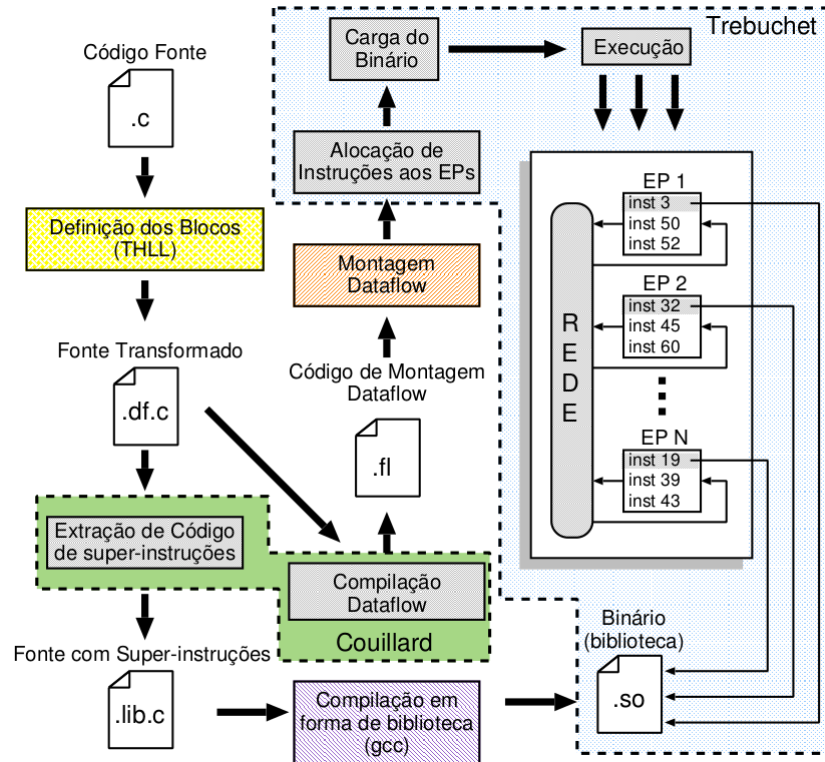 Trebuchet
Código Fonte
.c
Definição dos Blocos
(THLL)
Fonte Transformado
.df.c
Extração de Código
de super-instruções
Fonte com Super-instruções
.lib.c
Compilação em
forma de biblioteca
(gcc)
Compilação
Dataflow
Couillard
.fl
Código de Montagem
Dataflow
Montagem
Dataflow
Alocação de
Instruções aos EPs
Carga do
Binário
Execução
REDE
EP 1
inst 3
inst 50
inst 52
EP 2
inst 32
inst 45
inst 60
EP N
inst 19
inst 39
inst 43
Binário
(biblioteca)
.so